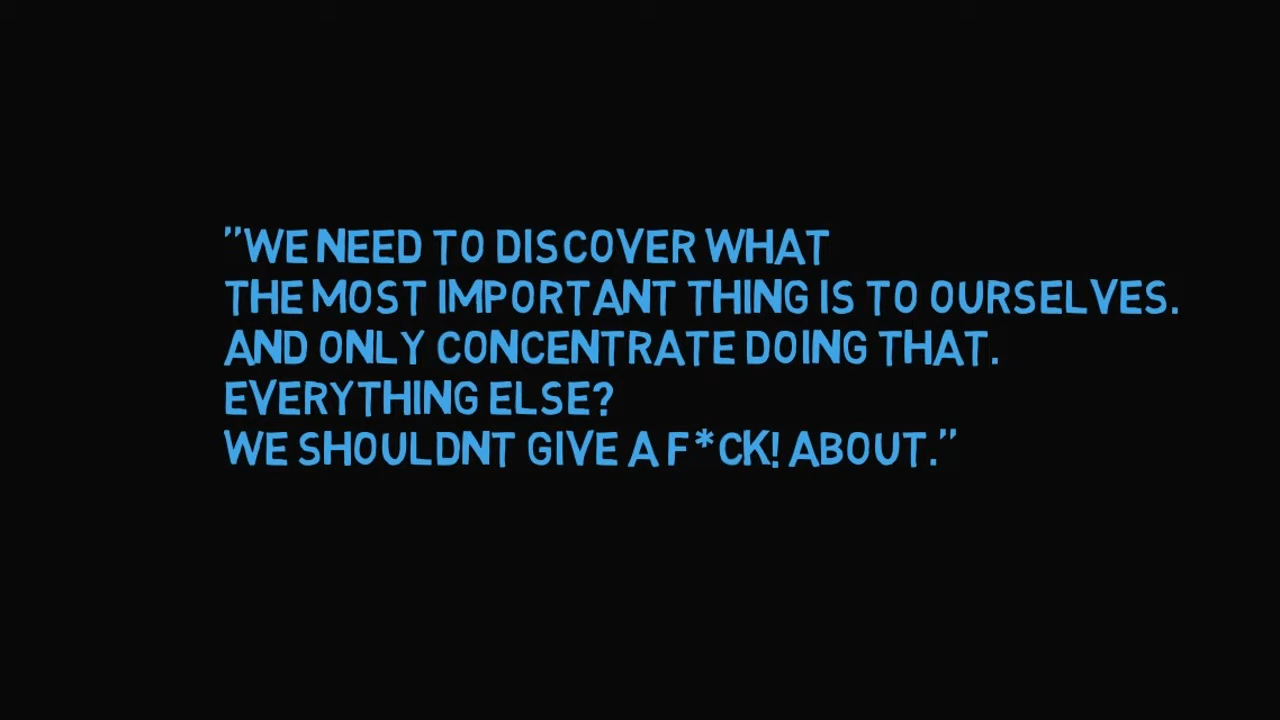 "WE NEED TO DISCOVER WHAT
THE MOST IMPORTANT THING IS TO OURSELVES.
AND ONLY CONCENTRATE DOING THAT.
EVERYTHING ELSE?
WE SHOULDNT GIVE A F*CK! ABOUT."